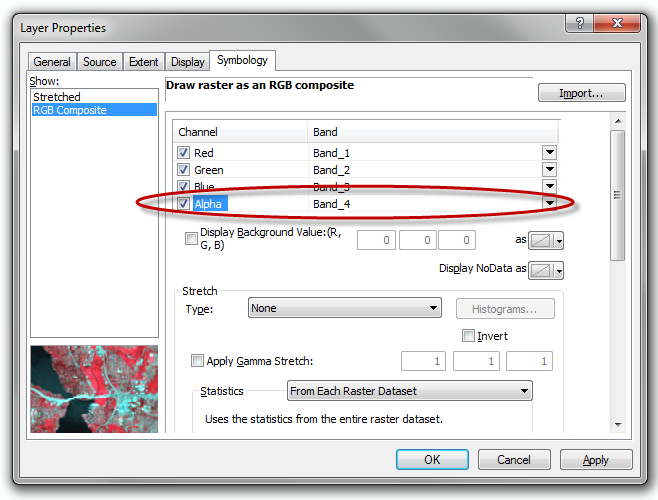 Layer Properties
General Source Extent Display Symbology
Show:
Stretched
RGB Composite
Draw raster as an RGB composite
Import...
Channel Band
Red Band_1
Green Band_2
Blue Band_3
Alpha Band_4
Display Background Value:(R, G, B) 0 0 0 as
Display NoData as
Stretch
Type: None Histograms...
Invert
Apply Gamma Stretch: 1 1 1
Statistics From Each Raster Dataset
Uses the statistics from the entire raster dataset.
OK Cancel Apply